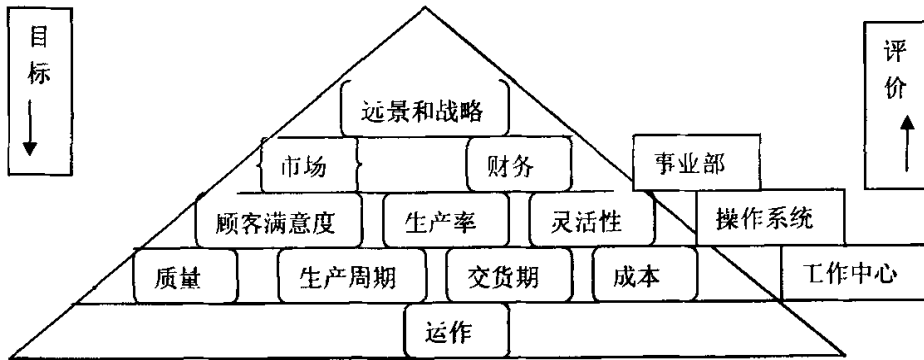 目标
评价
远景和战略
市场 财务 事业部
顾客满意度 生产率 灵活性 操作系统
质量 生产周期 交货期 成本 工作中心
运作